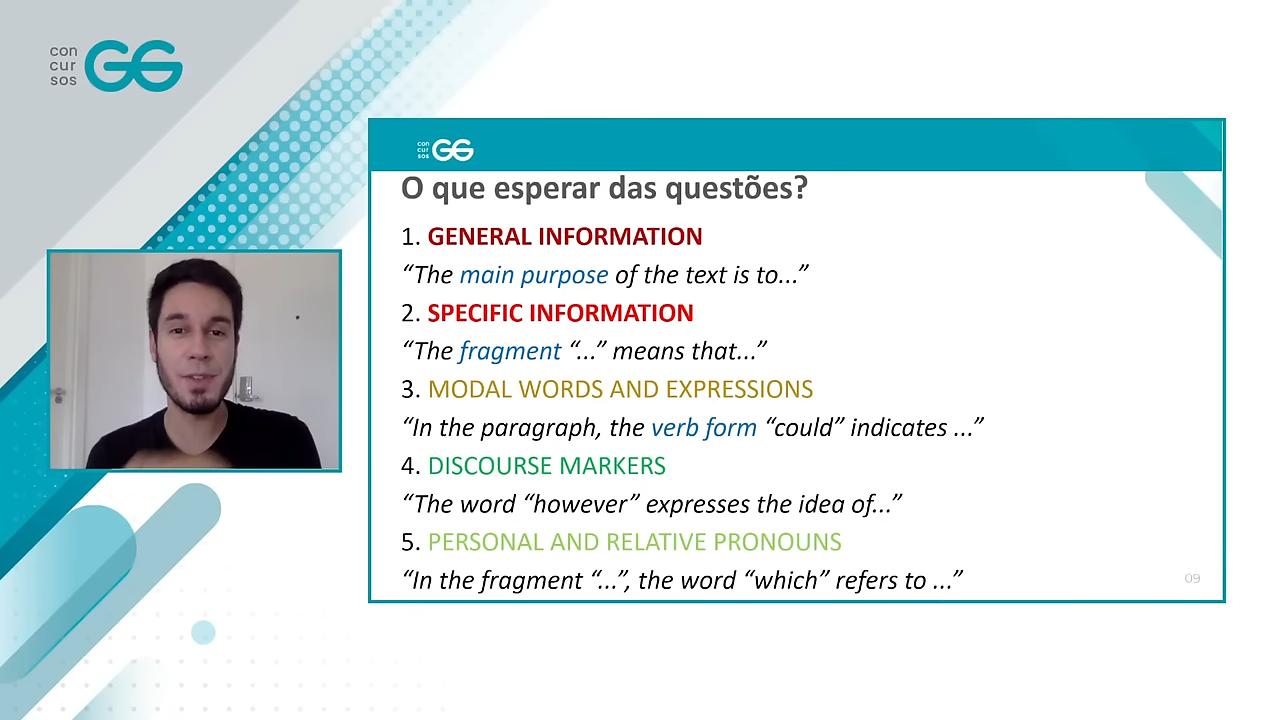 con
cur
sos
GG
con
cur
sos
GG
O que esperar das questões?
1. GENERAL INFORMATION
“The main purpose of the text is to...”
2. SPECIFIC INFORMATION
“The fragment “...” means that...”
3. MODAL WORDS AND EXPRESSIONS
“In the paragraph, the verb form “could” indicates ...”
4. DISCOURSE MARKERS
“The word “however” expresses the idea of...”
5. PERSONAL AND RELATIVE PRONOUNS
“In the fragment “...”, the word “which” refers to ...”
09